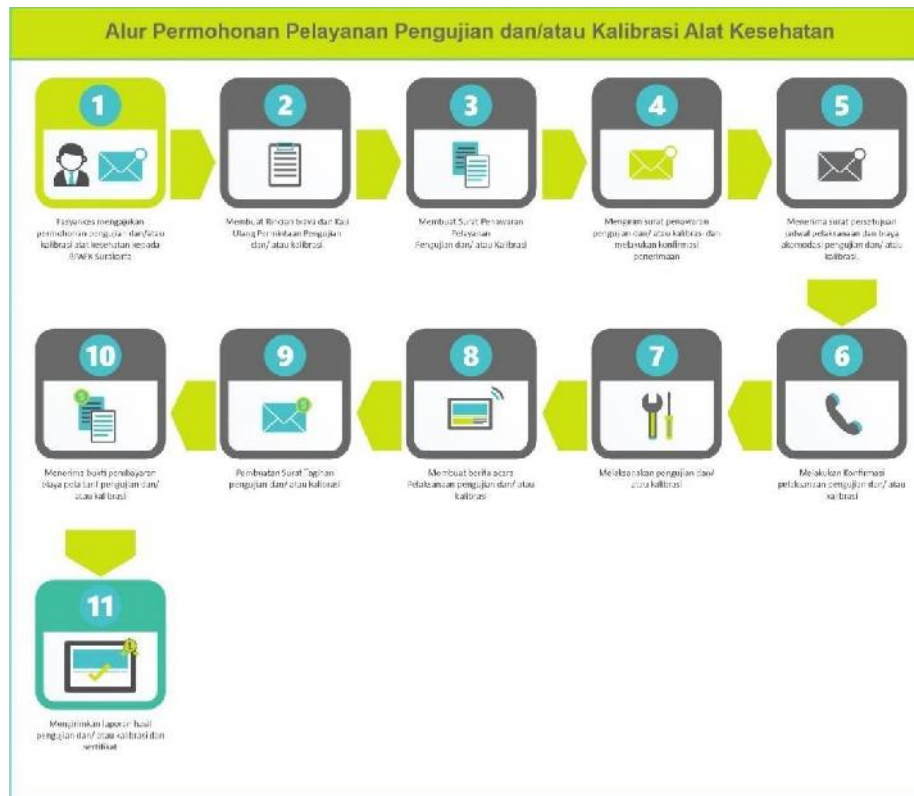 Alur Permohonan Pelayanan Pengujian dan/atau Kalibrasi Alat Kesehatan
1
2
3
4
5
Fasyankes mengajukan
permohonan pengujian dan/atau
kalibrasi alat kesehatan kepada
Surakarta
Membuat Rincian Biaya dan Kaji
Ulang Permintaan Pengujian
dan/ atau kalibrasi.
Membuat Surat Penawaran
Pelayanan
Pengujian dan/ atau Kalibrasi
Mengirim surat penawaran
pengujian dan/ atau kalibrasi dan
melakukan konfirmasi
penerimaan
Menerima surat persetujuan
jadwal pelaksanaan dan biaya
akomodasi pengujian dan/ atau
kalibrasi.
10
9
8
7
6
Menerima bukti pembayaran
biaya pola tarif pengujian dan/
atau kalibrasi
Pembuatan Surat Tagihan
pengujian dan/ atau kalibrasi
Membuat berita acara
Pelaksanaan pengujian dan/ atau
kalibrasi
Melaksanakan pengujian dan/
atau kalibrasi
Melakukan Konfirmasi
pelaksanaan pengujian dan/ atau
kalibrasi
11
Mengirimkan laporan hasil
pengujian dan/ atau kalibrasi dan
sertifikat